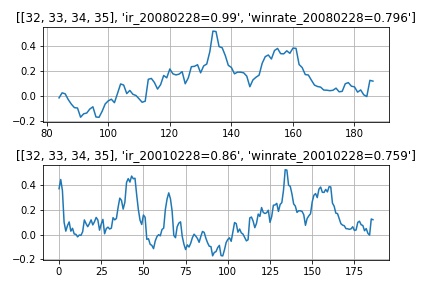 [[32, 33, 34, 35], 'ir_20080228=0.99', 'winrate_20080228=0.796']
0.4
0.2
0.0
−0.2
80 100 120 140 160 180
[[32, 33, 34, 35], 'ir_20010228=0.86', 'winrate_20010228=0.759']
0.4
0.2
0.0
−0.2
0 25 50 75 100 125 150 175